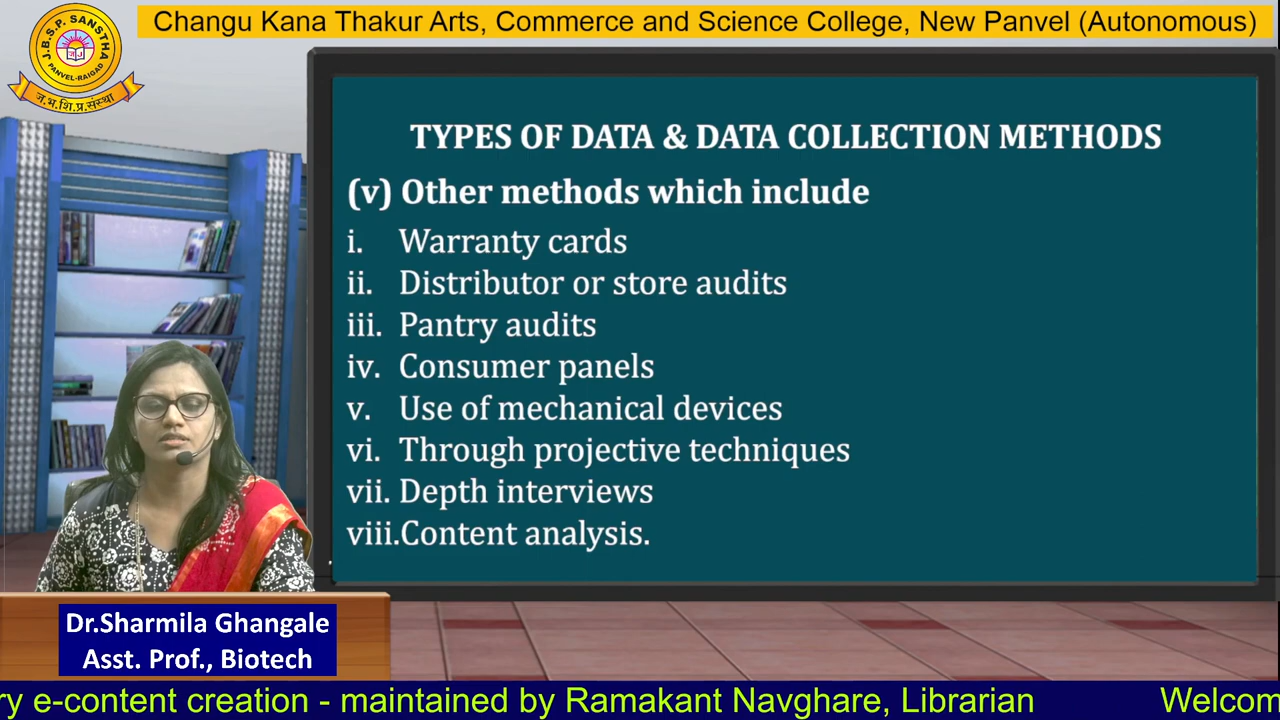 Changu Kana Thakur Arts, Commerce and Science College, New Panvel (Autonomous)
J.B.S.P. SANSTHA
PANVEL-RAIGAD
ज.भ.शि.प्र.संस्था
TYPES OF DATA & DATA COLLECTION METHODS
(v) Other methods which include
i. Warranty cards
ii. Distributor or store audits
iii. Pantry audits
iv. Consumer panels
v. Use of mechanical devices
vi. Through projective techniques
vii. Depth interviews
viii.Content analysis.
Dr.Sharmila Ghangale
Asst. Prof., Biotech
ry e-content creation - maintained by Ramakant Navghare, Librarian Welcom